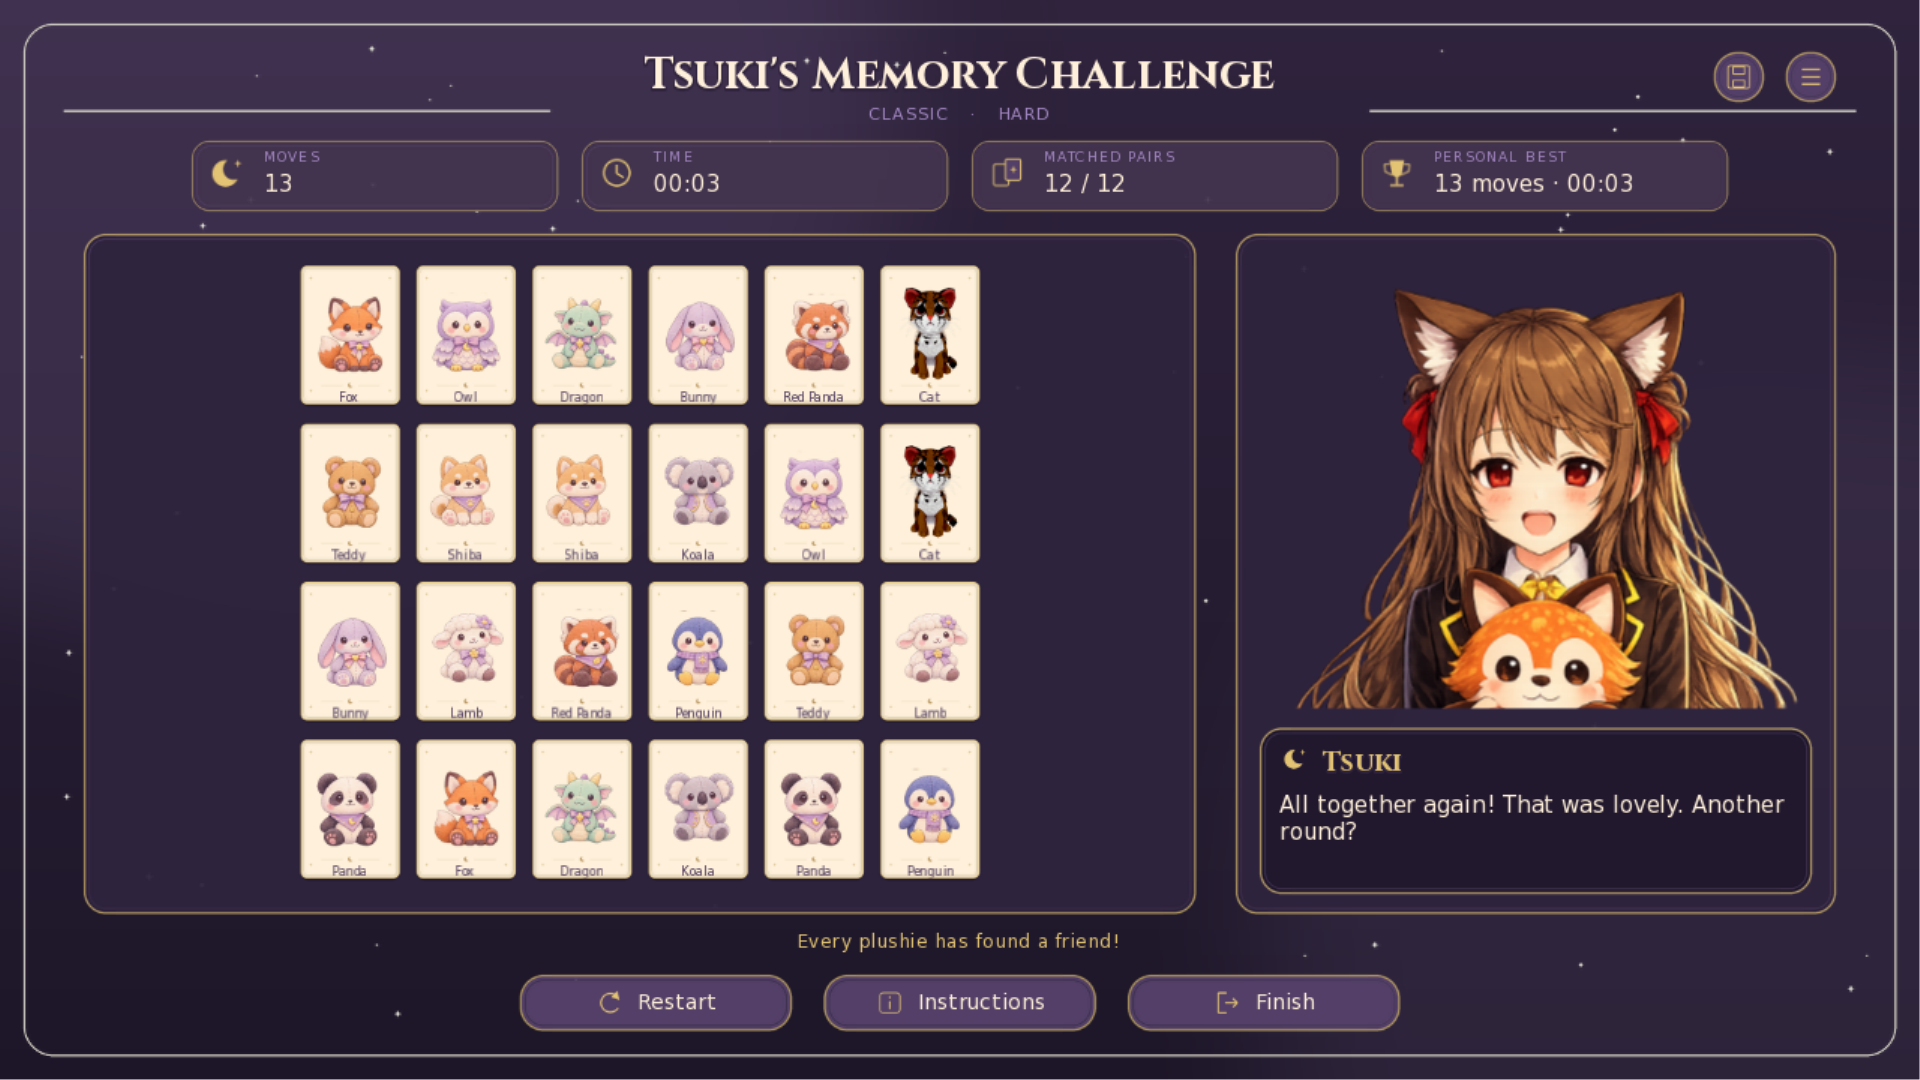 Tsuki's Memory Challenge
CLASSIC · HARD
MOVES
13
TIME
00:03
MATCHED PAIRS
12 / 12
PERSONAL BEST
13 moves · 00:03
Fox
Owl
Dragon
Bunny
Red Panda
Cat
Teddy
Shiba
Shiba
Koala
Owl
Cat
Bunny
Lamb
Red Panda
Penguin
Teddy
Lamb
Panda
Fox
Dragon
Koala
Panda
Penguin
Tsuki
All together again! That was lovely. Another
round?
Every plushie has found a friend!
Restart
Instructions
Finish